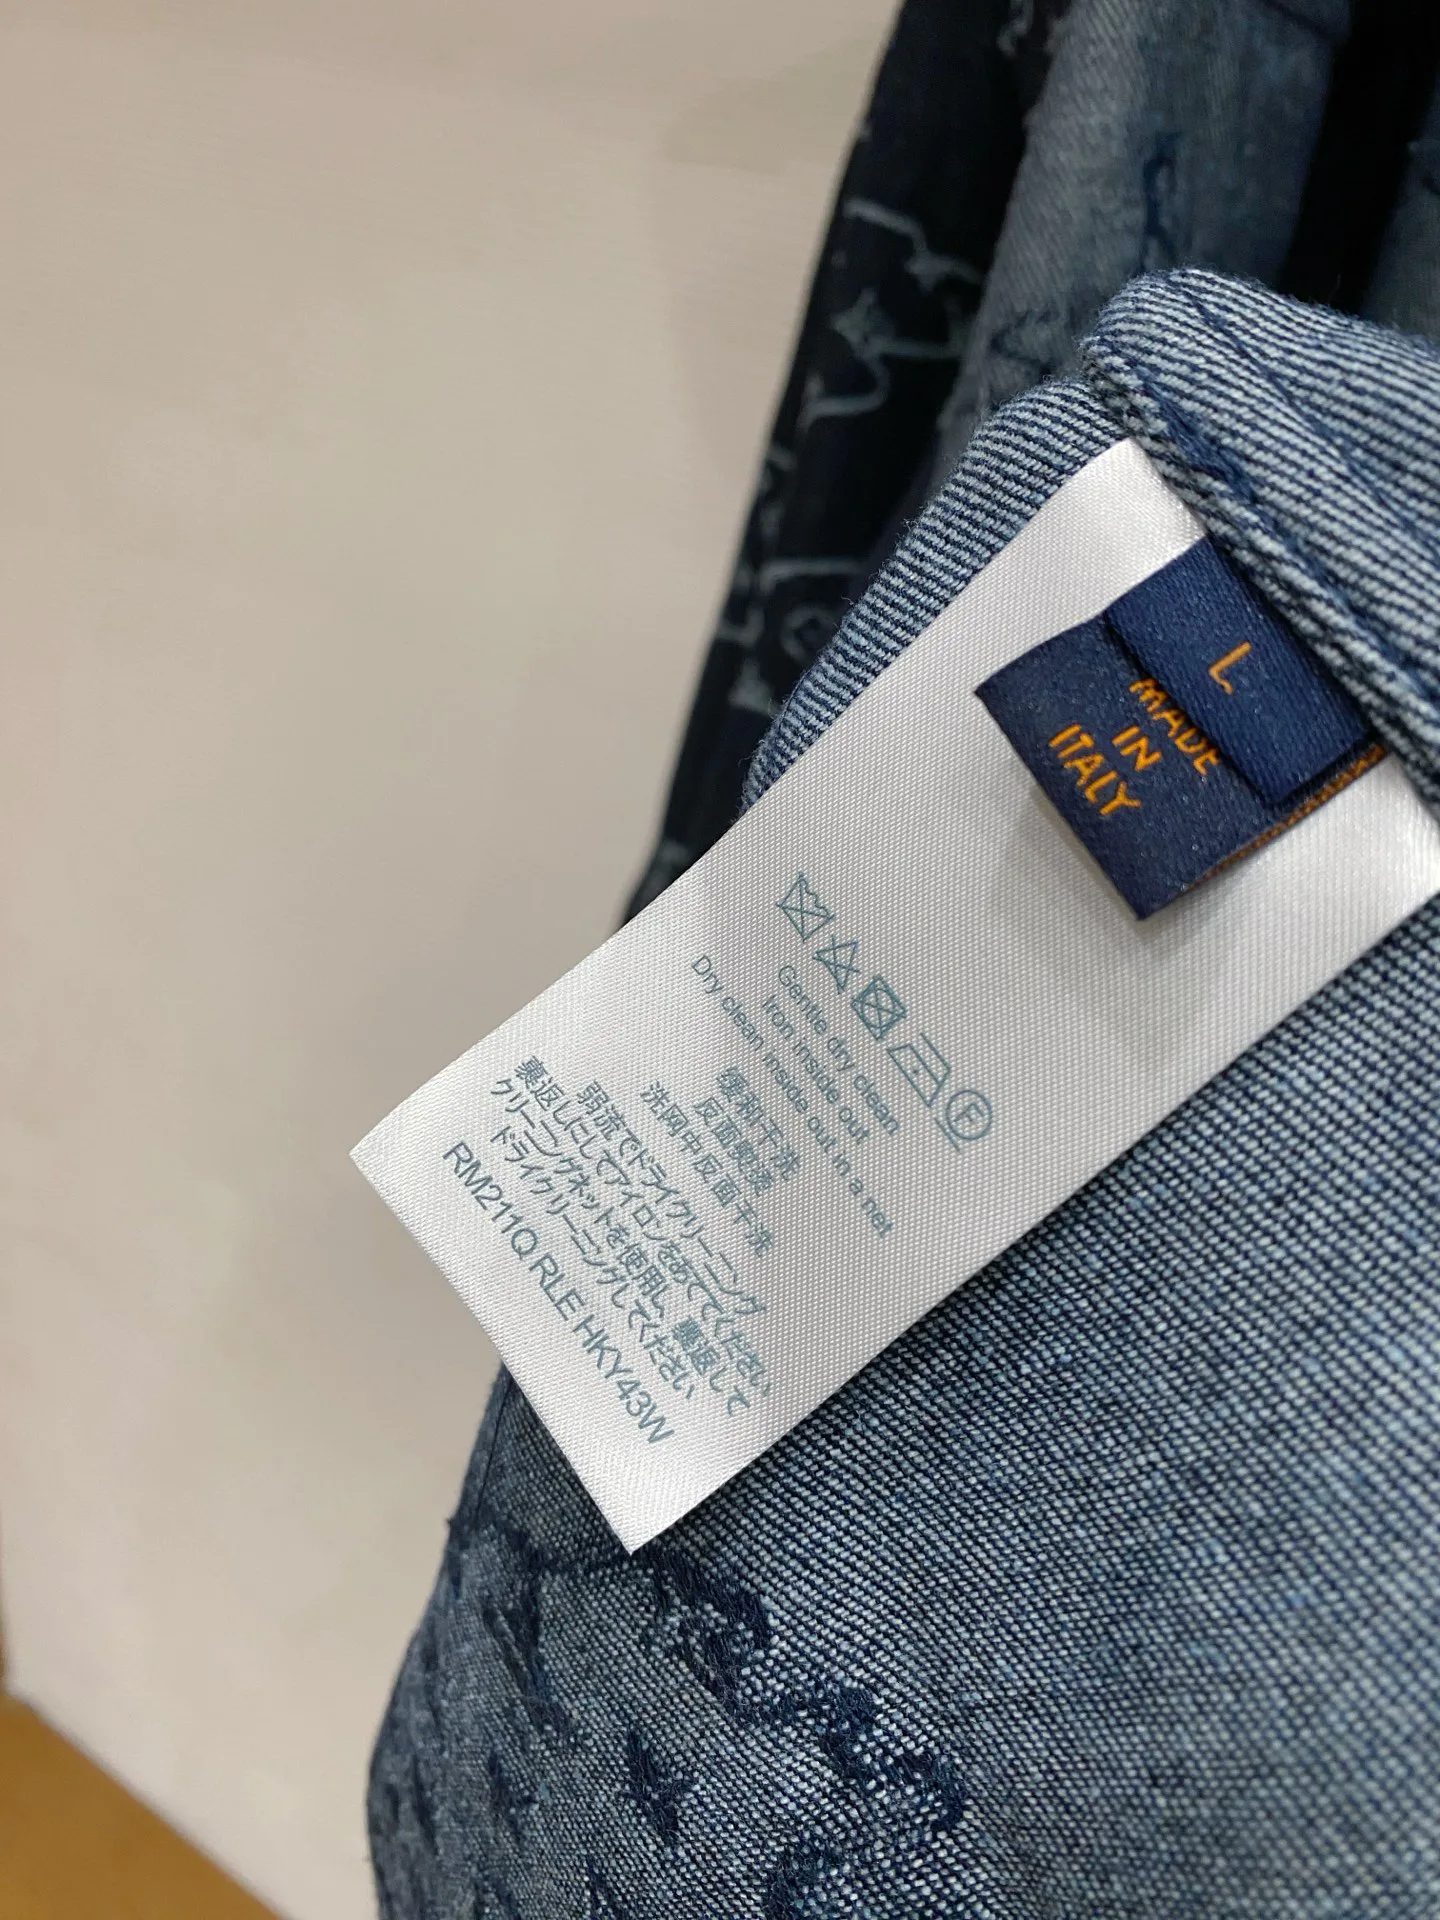 L
MADE
IN
ITALY
F
Gentle dry clean
Iron inside out
Dry clean inside out in a net
缓和干洗
反面熨烫
洗网中反面干洗
弱流でドライクリーニング
裏返しにしてアイロンをあててください
クリーニングネットを使用し、裏返して
ドライクリーニングしてください
RM211Q RLE HKY43W